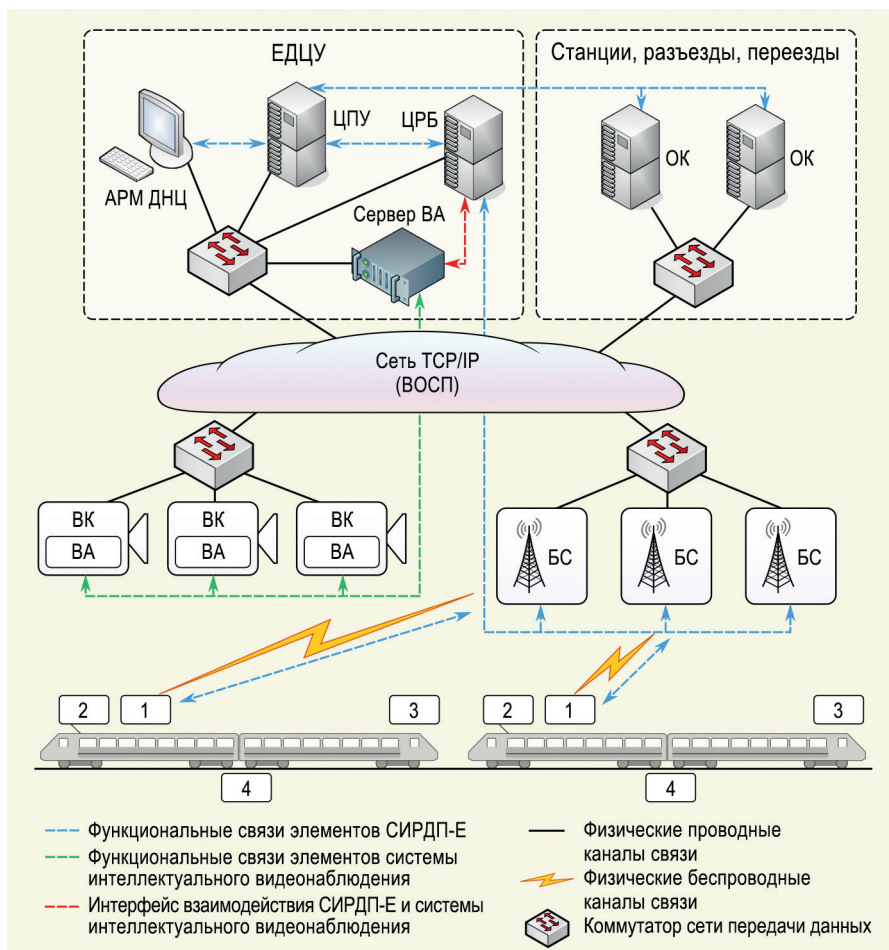 ЕДЦУ
Станции, разъезды, переезды
ЦПУ
ЦРБ
АРМ ДНЦ
Сервер ВА
ОК
ОК
Сеть TCP/IP
(ВОСП)
ВК
ВА
ВК
ВА
ВК
ВА
БС
БС
БС
2
1
3
2
1
3
4
4
Функциональные связи элементов СИРДП-Е
Функциональные связи элементов системы
интеллектуального видеонаблюдения
Интерфейс взаимодействия СИРДП-Е и системы
интеллектуального видеонаблюдения
Физические проводные
каналы связи
Физические беспроводные
каналы связи
Коммутатор сети передачи данных